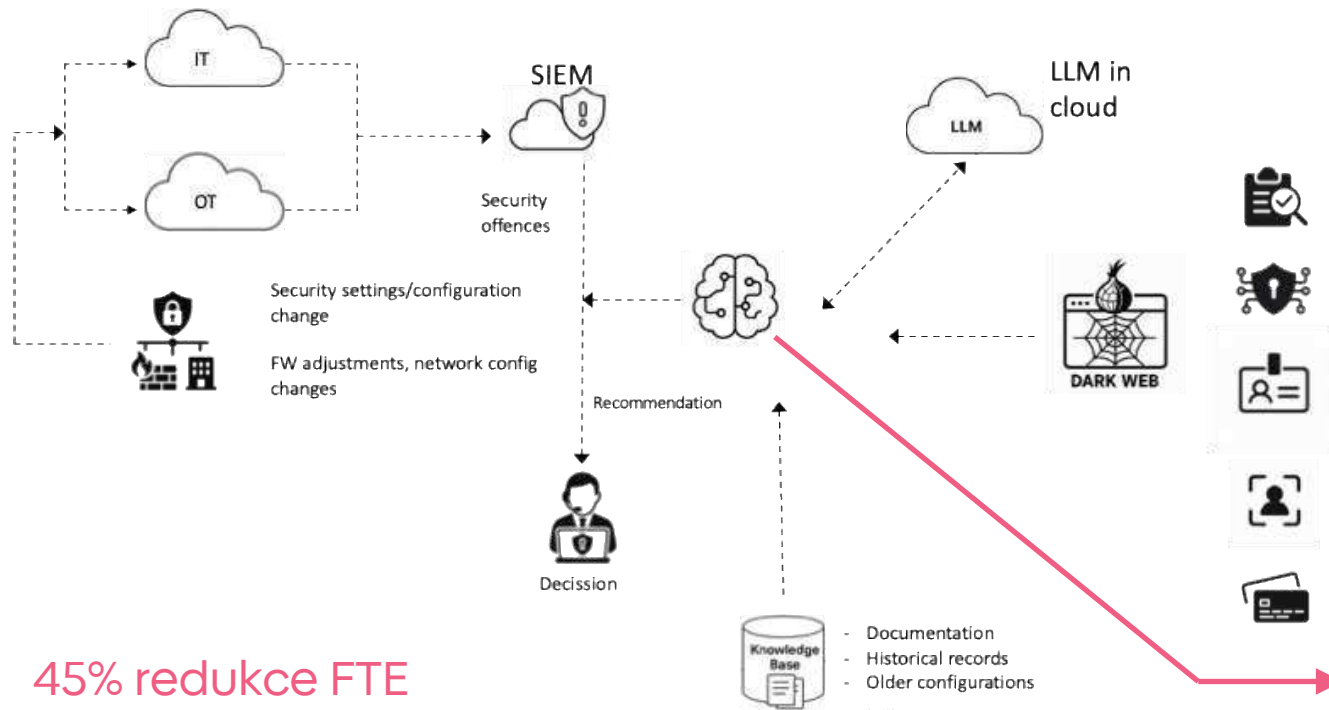 IT
SIEM
LLM in
cloud
LLM
OT
Security
offences
Security settings/configuration
change
FW adjustments, network config
changes
DARK WEB
Recommendation
Decission
Knowledge
Base
- Documentation
- Historical records
- Older configurations
45% redukce FTE